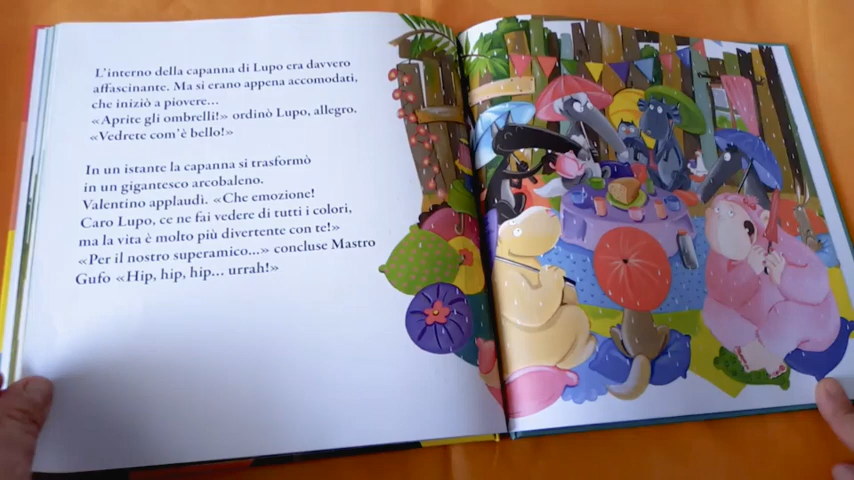 L'interno della capanna di Lupo era davvero
affascinante. Ma si erano appena accomodati,
che iniziò a piovere...
«Aprite gli ombrelli!» ordinò Lupo, allegro.
«Vedrete com'è bello!»
In un istante la capanna si trasformò
in un gigantesco arcobaleno.
Valentino applaudì. «Che emozione!
Caro Lupo, ce ne fai vedere di tutti i colori,
ma la vita è molto più divertente con te!»
«Per il nostro superamico...» concluse Mastro
Gufo «Hip, hip, hip... urrah!»